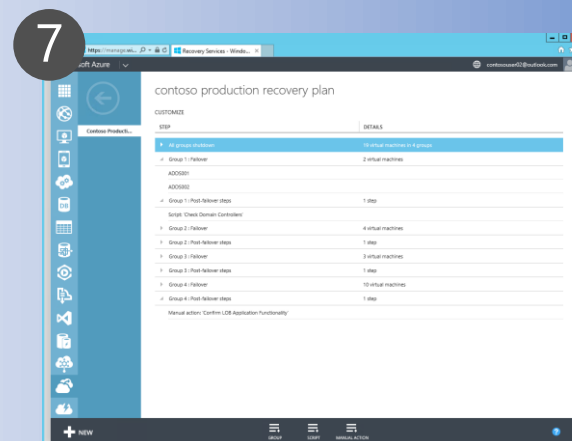 7
https://manage.wi...
Recovery Services - Windo...
soft Azure
contosouser02@outlook.com
contoso production recovery plan
Contoso Producti...
CUSTOMIZE
STEP DETAILS
All groups shutdown 19 virtual machines in 4 groups
Group 1: Failover 2 virtual machines
ADDS001
ADDS002
Group 1: Post-failover steps 1 step
Script: 'Check Domain Controllers'
Group 2: Failover 4 virtual machines
Group 2: Post-failover steps 1 step
Group 3: Failover 3 virtual machines
Group 3: Post-failover steps 1 step
Group 4: Failover 10 virtual machines
Group 4: Post-failover steps 1 step
Manual action: 'Confirm LOB Application Functionality'
DB
NEW
GROUP SCRIPT MANUAL ACTION
?